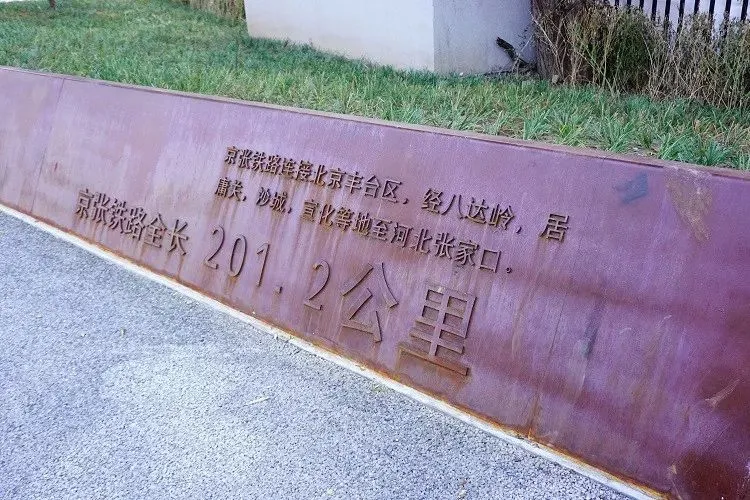 京张铁路连接北京丰台区，经八达岭，居
庸关，沙城，宣化等地至河北张家口。
京张铁路全长 201.2公里